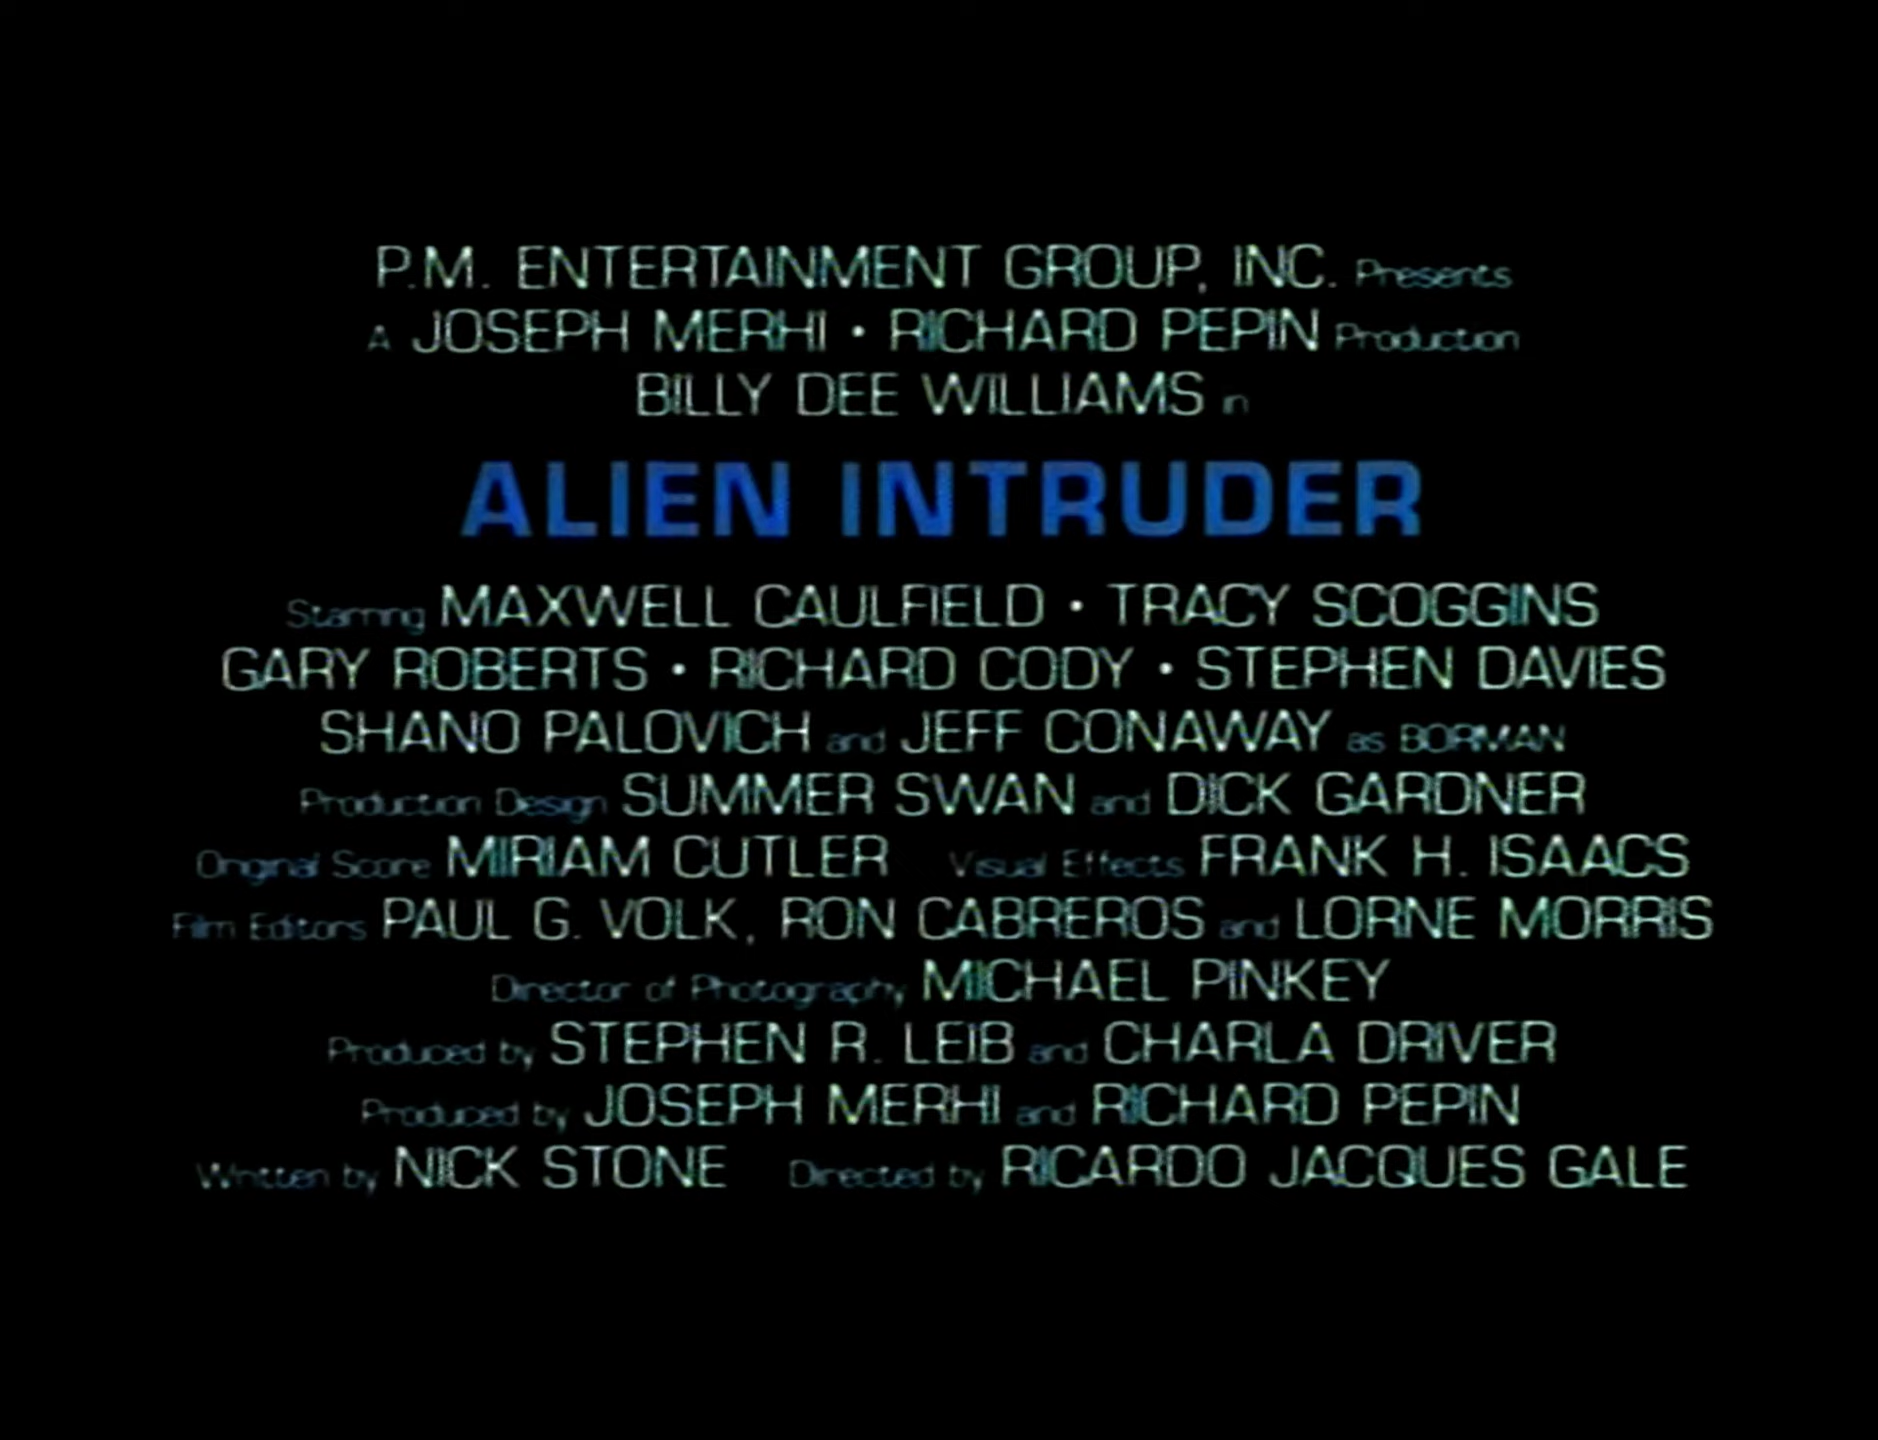 P.M. ENTERTAINMENT GROUP, INC. Presents
A JOSEPH MERHI • RICHARD PEPIN Production
BILLY DEE WILLIAMS in
ALIEN INTRUDER
Starring MAXWELL CAULFIELD • TRACY SCOGGINS
GARY ROBERTS • RICHARD CODY • STEPHEN DAVIES
SHANO PALOVICH and JEFF CONAWAY as BORMAN
Production Design SUMMER SWAN and DICK GARDNER
Original Score MIRIAM CUTLER Visual Effects FRANK H. ISAACS
Film Editors PAUL G. VOLK, RON CABREROS and LORNE MORRIS
Director of Photography MICHAEL PINKEY
Produced by STEPHEN R. LEIB and CHARLA DRIVER
Produced by JOSEPH MERHI and RICHARD PEPIN
Written by NICK STONE Directed by RICARDO JACQUES GALE